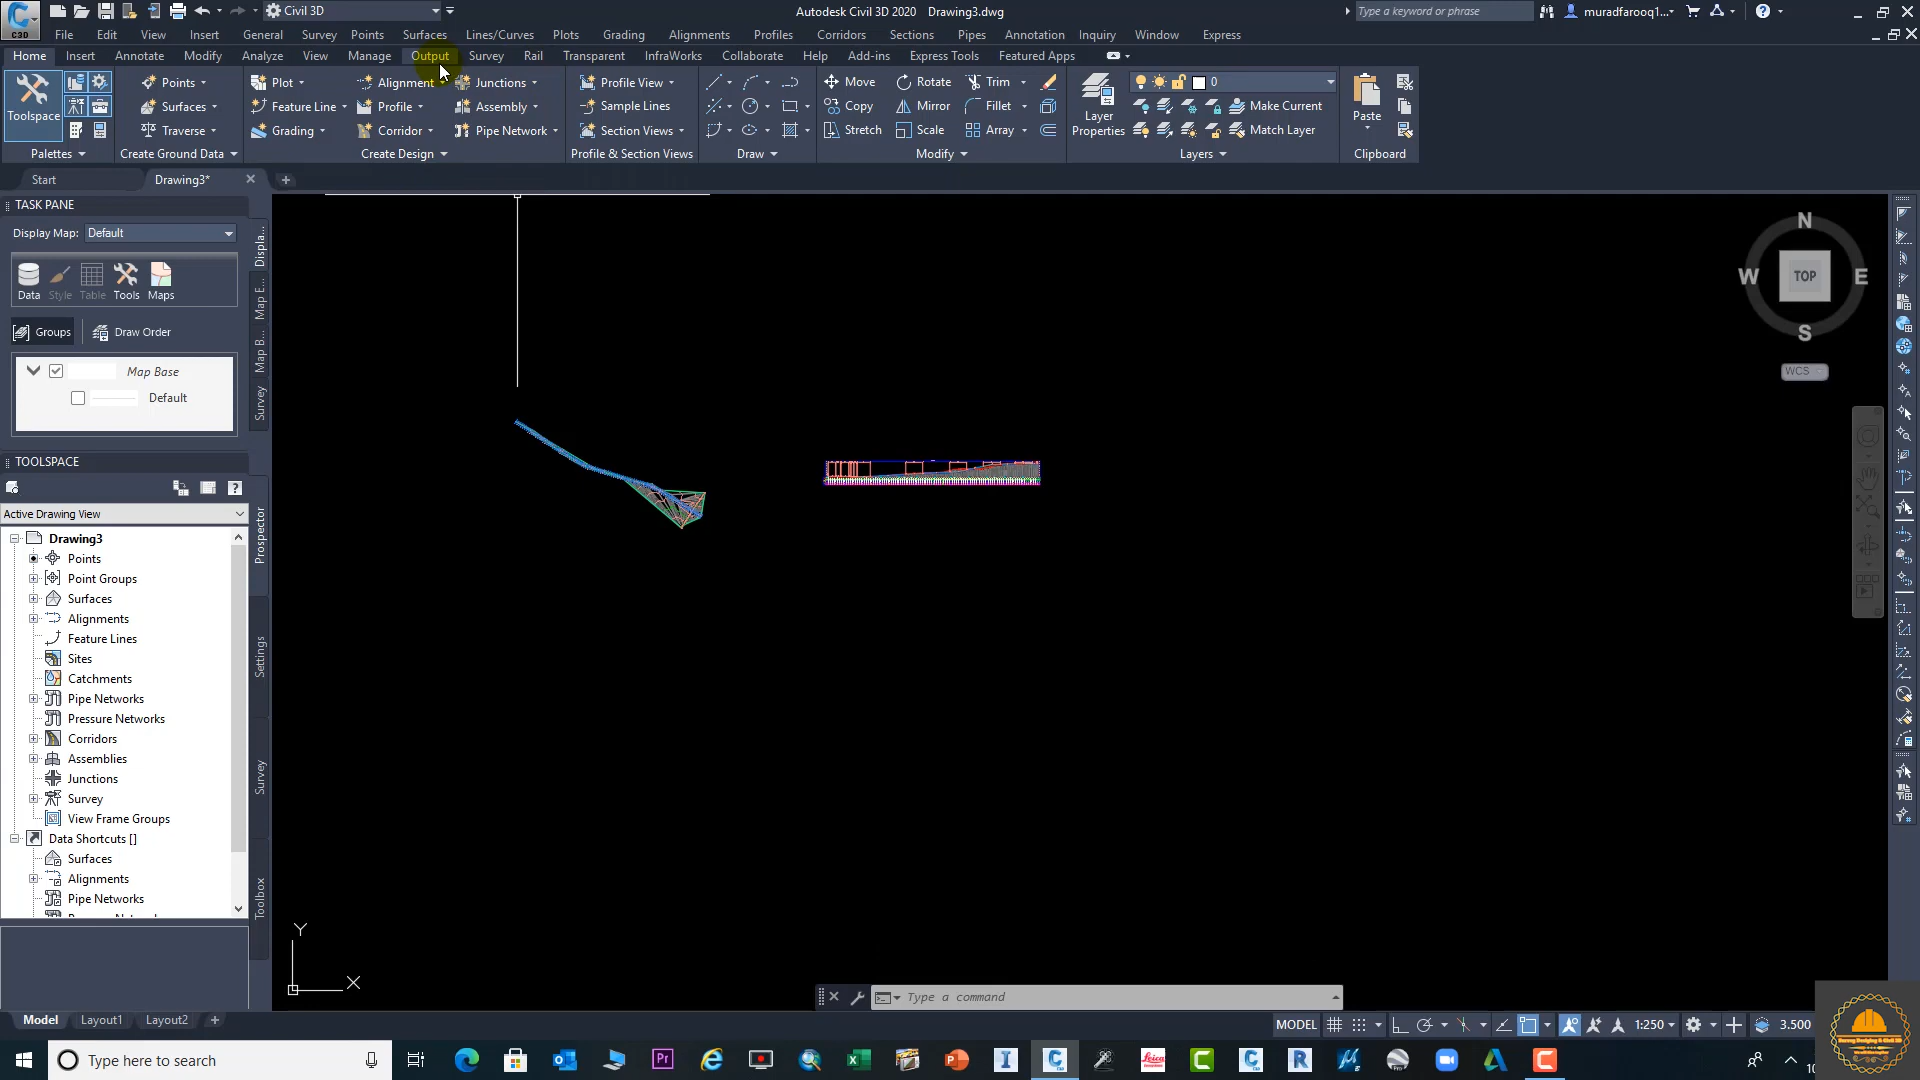 Civil 3D
Autodesk Civil 3D 2020 Drawing3.dwg
Type a keyword or phrase
muradfarooq1...
C3D
File Edit View Insert General Survey Points Surfaces Lines/Curves Plots Grading Alignments Profiles Corridors Sections Pipes Annotation Inquiry Window Express
Home Insert Annotate Modify Analyze View Manage Output Survey Rail Transparent InfraWorks Collaborate Help Add-ins Express Tools Featured Apps
Points Plot Alignment Junctions Profile View Move Rotate Trim 0
Toolspace Surfaces Feature Line Profile Assembly Sample Lines Copy Mirror Fillet Layer Properties Make Current Paste
Traverse Grading Corridor Pipe Network Section Views Stretch Scale Array Match Layer
Palettes Create Ground Data Create Design Profile & Section Views Draw Modify Layers Clipboard
Start Drawing3*
TASK PANE
Display Map: Default
Data Style Table Tools Maps
Groups Draw Order
Map Base
Default
Displa...
Map E...
Map B...
Survey
TOOLSPACE
Active Drawing View
Drawing3
Points
Point Groups
Surfaces
Alignments
Feature Lines
Sites
Catchments
Pipe Networks
Pressure Networks
Corridors
Assemblies
Junctions
Survey
View Frame Groups
Data Shortcuts []
Surfaces
Alignments
Pipe Networks
Prospector
Settings
Survey
Toolbox
N
W TOP E
S
WCS
Y
X
Type a command
Model Layout1 Layout2
MODEL 1:250 3.500
Type here to search